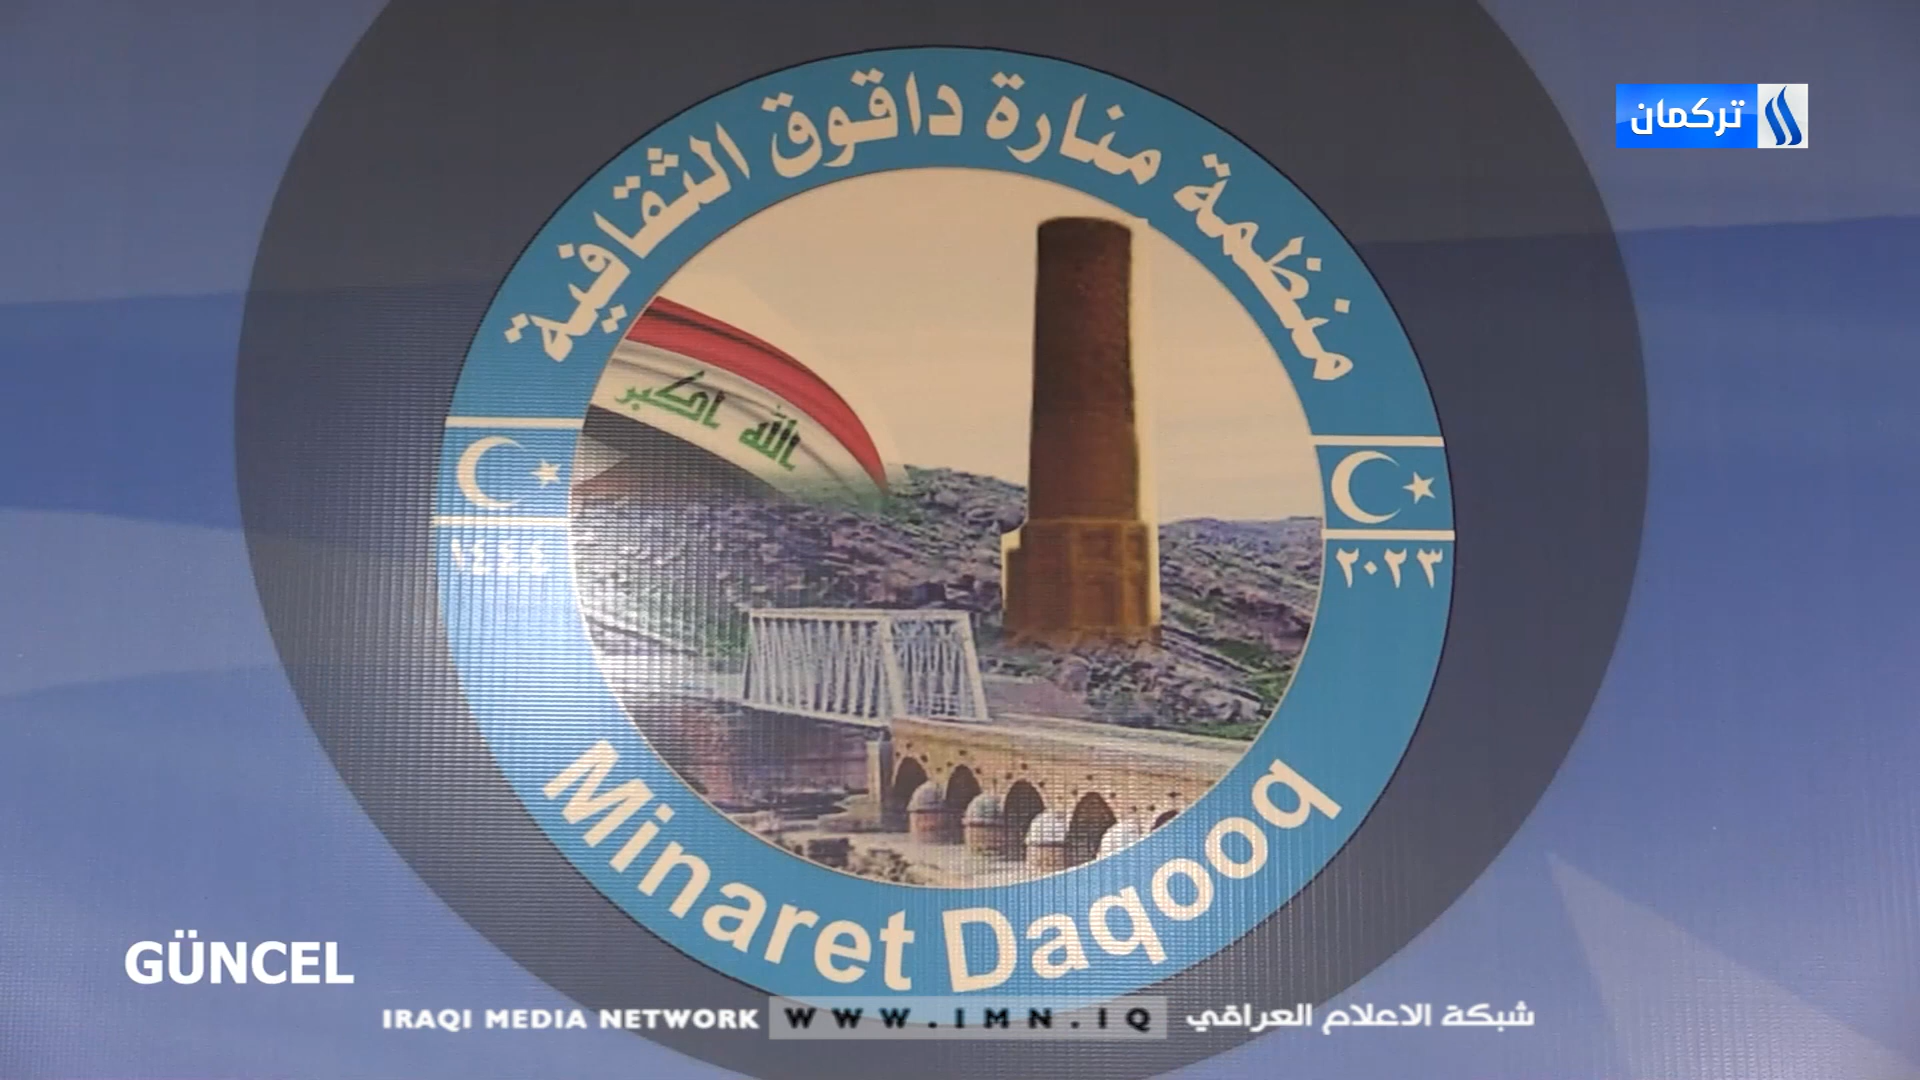 تركمان
منظمة منارة داقوق الثقافية
الله اكبر
١٤٤٤
٢٠٢٣
Minaret Daqooq
GÜNCEL
IRAQI MEDIA NETWORK WWW.IMN.IQ شبكة الاعلام العراقي